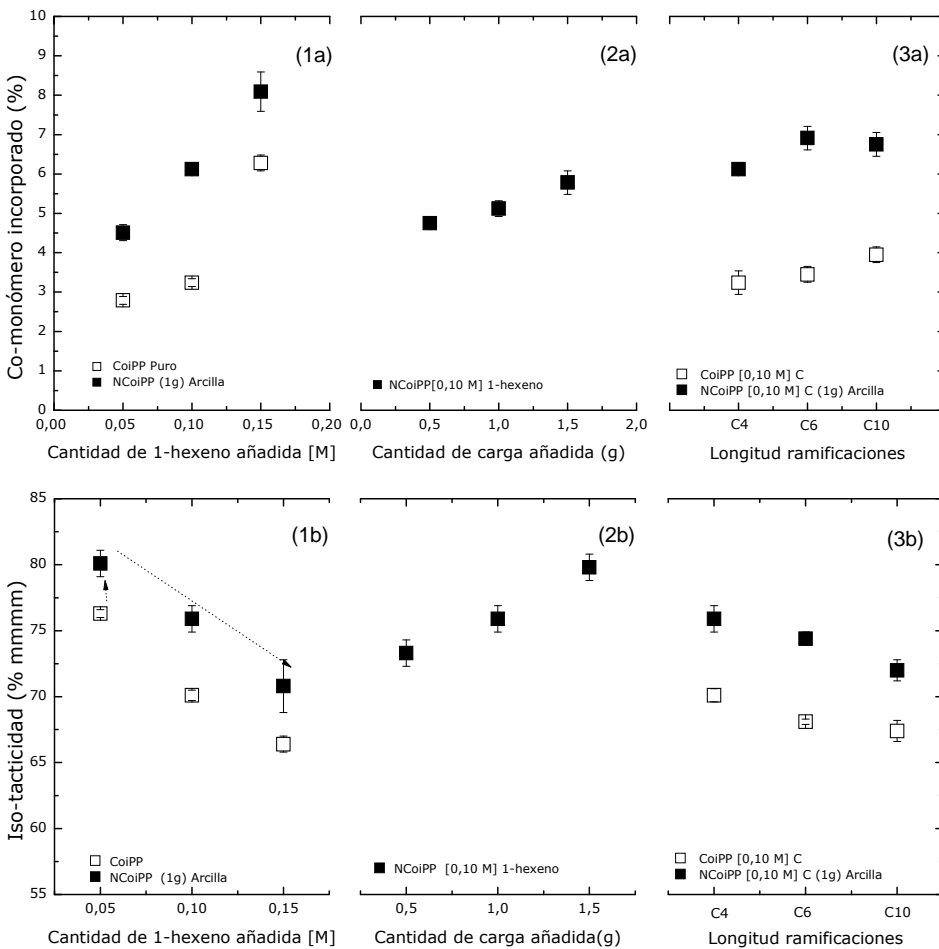 Co-monómero incorporado (%)
10
9
8
7
6
5
4
3
2
1
0
(1a)
CoiPP Puro
NCoiPP (1g) Arcilla
0,00 0,05 0,10 0,15 0,20
Cantidad de 1-hexeno añadida [M]
(2a)
NCoiPP[0,10 M] 1-hexeno
0,0 0,5 1,0 1,5 2,0
Cantidad de carga añadida (g)
(3a)
CoiPP [0,10 M] C
NCoiPP [0,10 M] C (1g) Arcilla
C4 C6 C10
Longitud ramificaciones
Iso-tacticidad (% mmmm)
85
80
75
70
65
60
55
(1b)
CoiPP
NCoiPP (1g) Arcilla
0,05 0,10 0,15
Cantidad de 1-hexeno añadida [M]
(2b)
NCoiPP [0,10 M] 1-hexeno
0,5 1,0 1,5
Cantidad de carga añadida(g)
(3b)
CoiPP [0,10 M] C
NCoiPP [0,10 M] C (1g) Arcilla
C4 C6 C10
Longitud ramificaciones